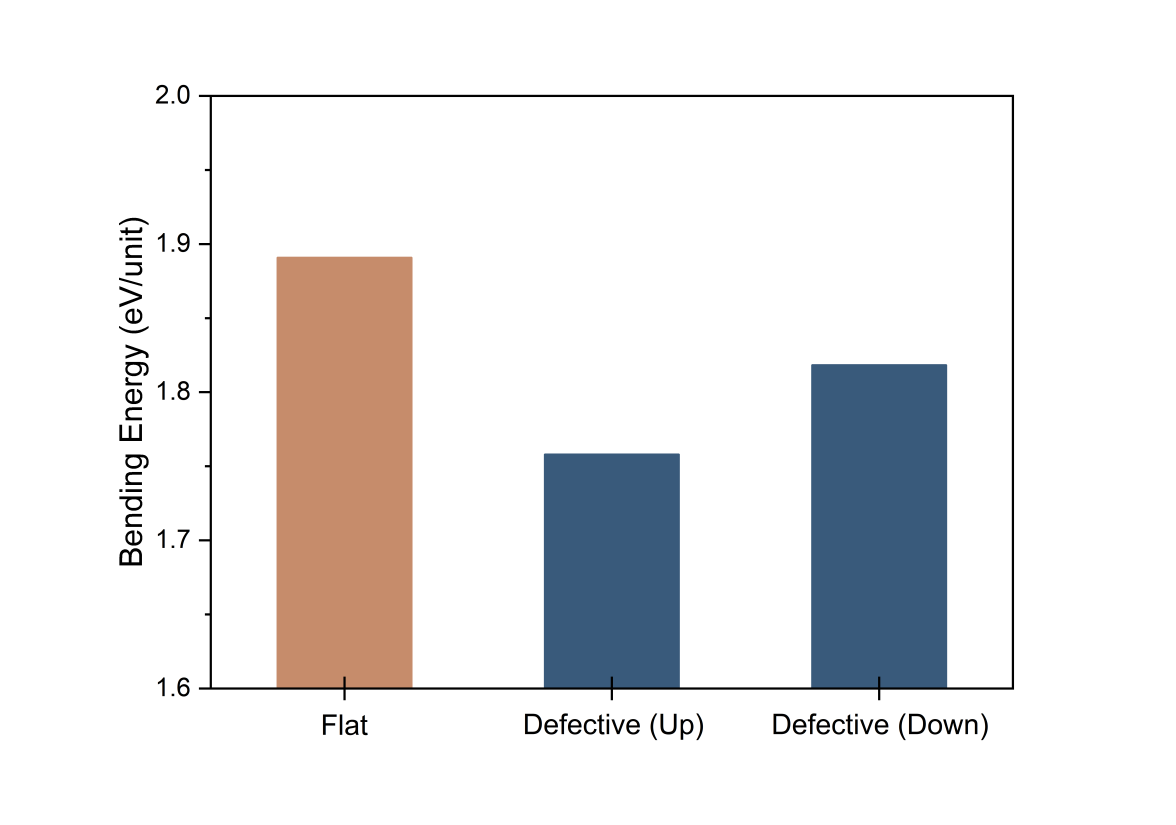 2.0
1.9
1.8
1.7
1.6
Bending Energy (eV/unit)
Flat
Defective (Up)
Defective (Down)